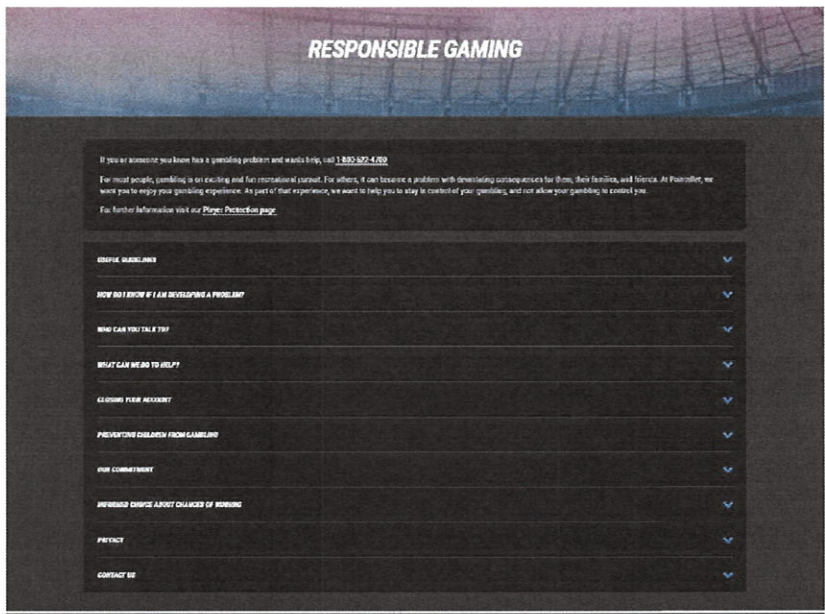 RESPONSIBLE GAMING
If you or someone you know has a gambling problem and wants help, call 1-800-522-4700
For most people, gambling is an exciting and fun recreational pursuit. For others, it can become a problem with devastating consequences for them, their families, and friends. At PointsBet, we
want you to enjoy your gambling experience. As part of that experience, we want to help you to stay in control of your gambling, and not allow your gambling to control you.
For further information visit our Player Protection page
USEFUL GUIDELINES
HOW DO I KNOW IF I AM DEVELOPING A PROBLEM?
WHO CAN YOU TALK TO?
WHAT CAN WE DO TO HELP?
CLOSING YOUR ACCOUNT
PREVENTING CHILDREN FROM GAMBLING
OUR COMMITMENT
INFORMED CHOICE ABOUT CHANCES OF WINNING
PRIVACY
CONTACT US